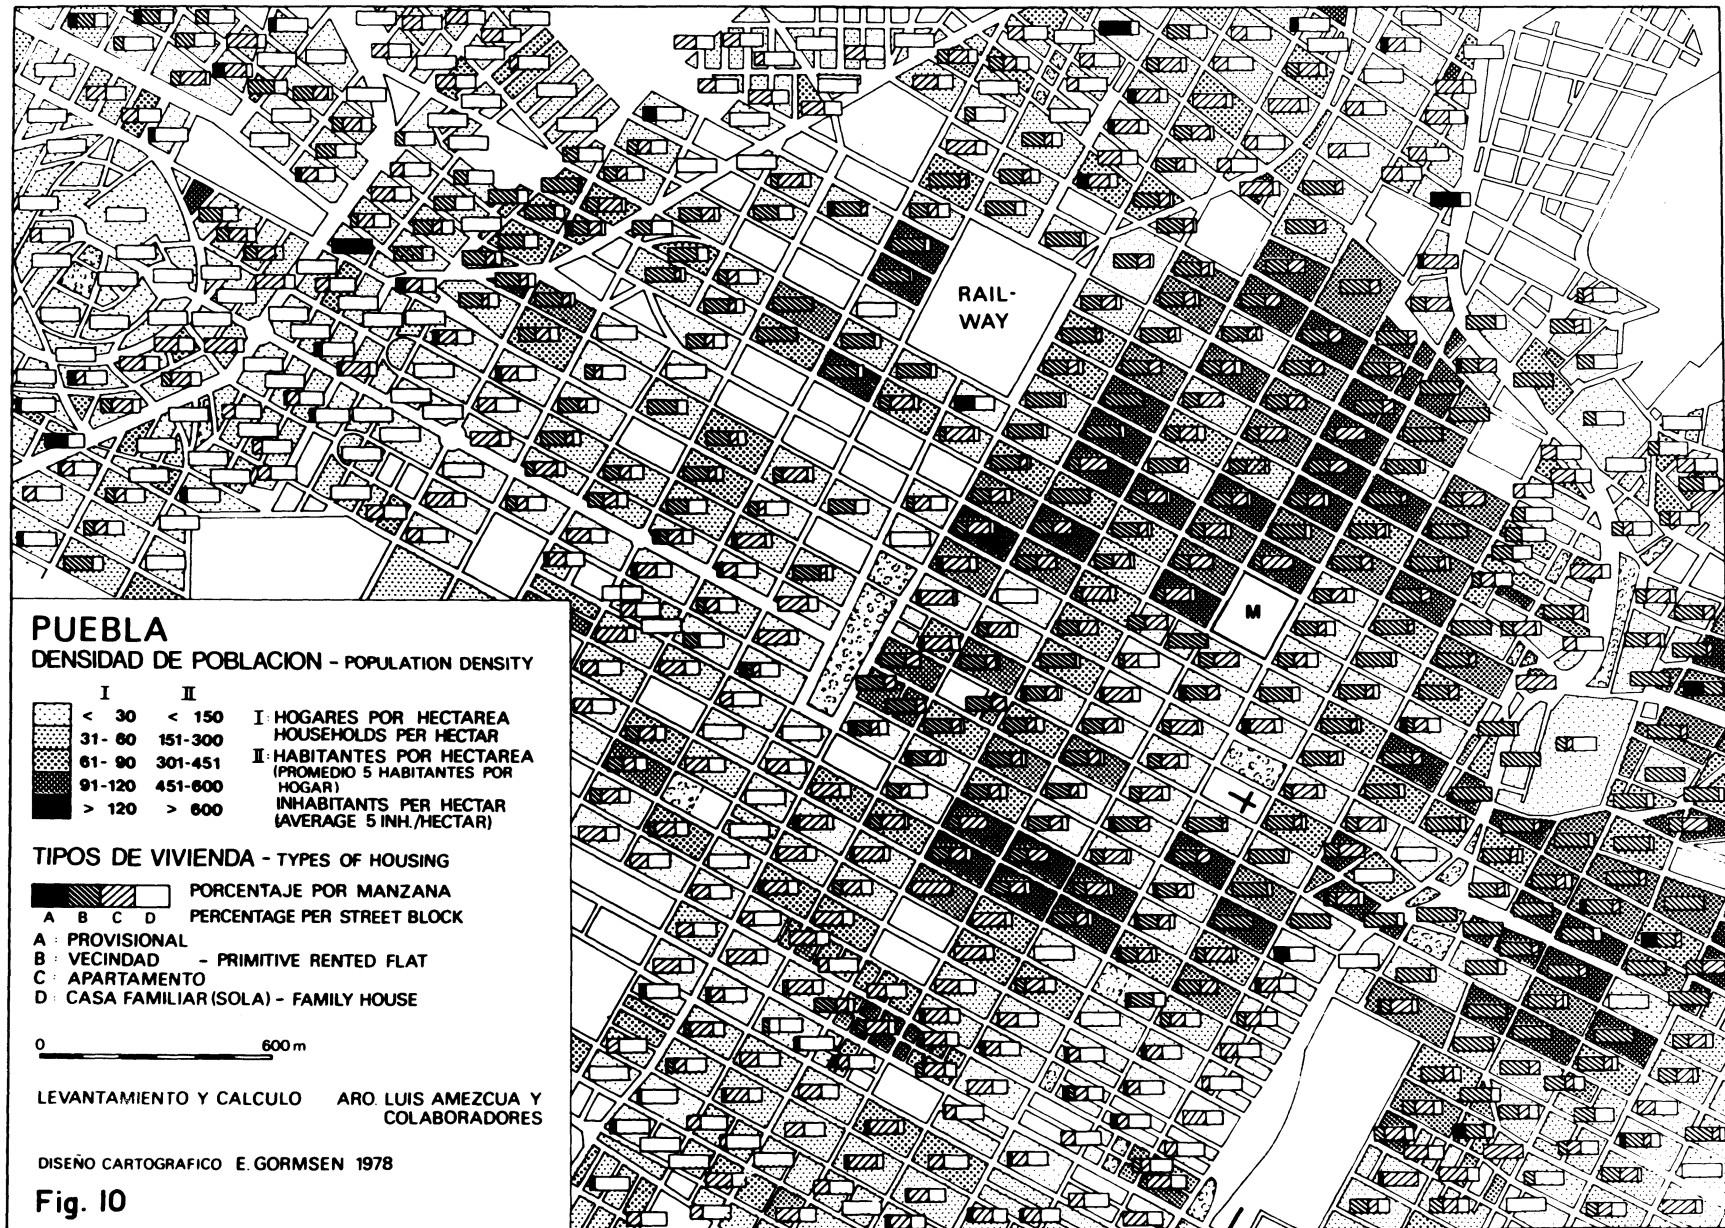 RAIL-
WAY
M
PUEBLA
DENSIDAD DE POBLACION - POPULATION DENSITY
I II
< 30 < 150
31- 60 151-300
61- 90 301-451
91-120 451-600
> 120 > 600
I: HOGARES POR HECTAREA
HOUSEHOLDS PER HECTAR
II: HABITANTES POR HECTAREA
(PROMEDIO 5 HABITANTES POR
HOGAR)
INHABITANTS PER HECTAR
(AVERAGE 5 INH./HECTAR)
TIPOS DE VIVIENDA - TYPES OF HOUSING
PORCENTAJE POR MANZANA
A B C D PERCENTAGE PER STREET BLOCK
A : PROVISIONAL
B : VECINDAD - PRIMITIVE RENTED FLAT
C : APARTAMENTO
D : CASA FAMILIAR (SOLA) - FAMILY HOUSE
0 600 m
LEVANTAMIENTO Y CALCULO ARO. LUIS AMEZCUA Y
COLABORADORES
DISEÑO CARTOGRAFICO E. GORMSEN 1978
Fig. 10